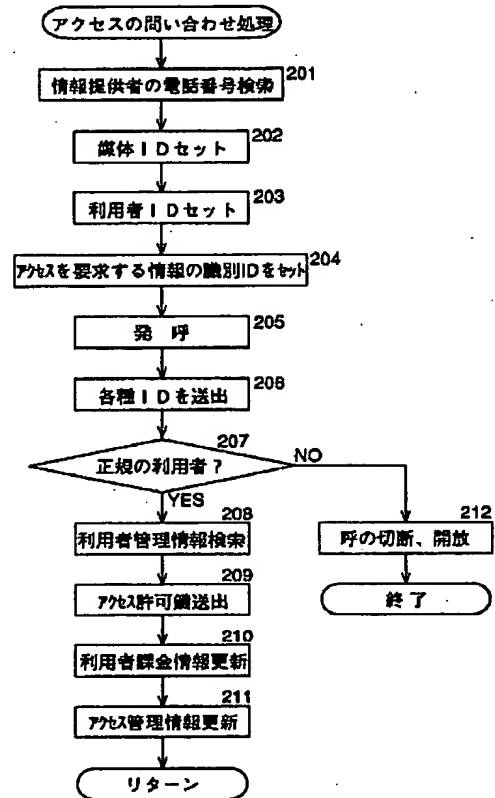 アクセスの問い合わせ処理
201
情報提供者の電話番号検索
202
媒体IDセット
203
利用者IDセット
204
アクセスを要求する情報の識別IDをセット
205
発 呼
206
各種IDを送出
207
正規の利用者?
NO
YES
208
利用者管理情報検索
212
呼の切断、開放
209
アクセス許可鍵送出
終了
210
利用者課金情報更新
211
アクセス管理情報更新
リターン